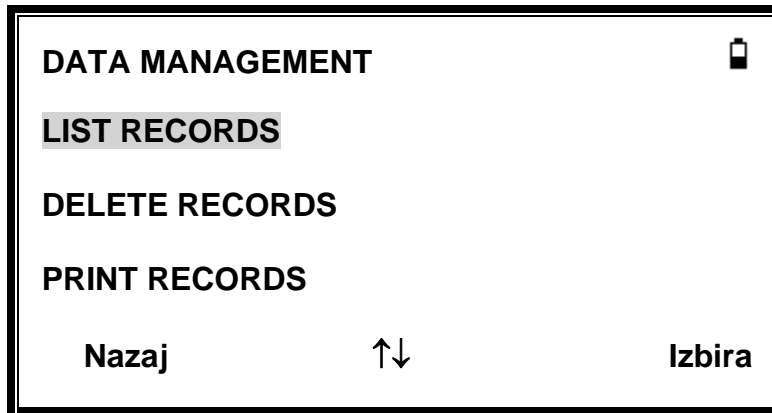 DATA MANAGEMENT
LIST RECORDS
DELETE RECORDS
PRINT RECORDS
Nazaj ↑↓ Izbira